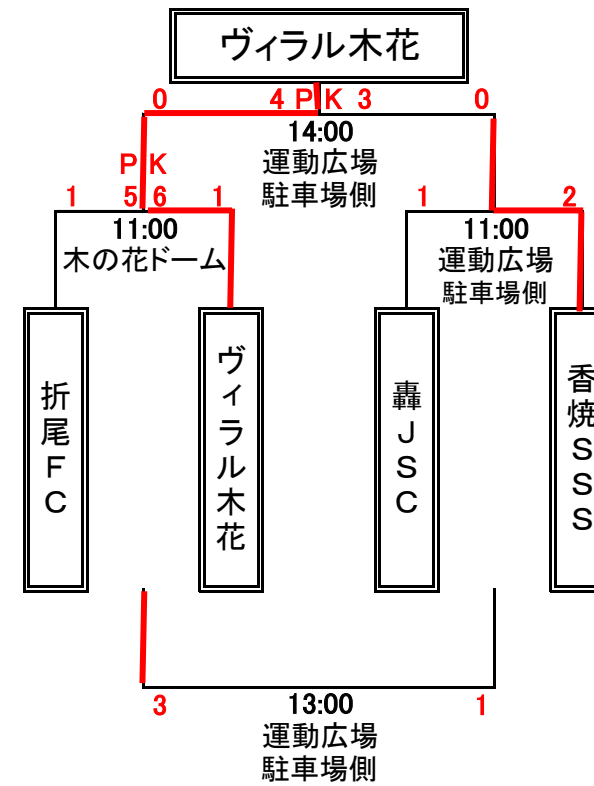 ヴィラル木花
0 4 PK 3 0
14:00
運動広場
駐車場側
PK
1 5 6 1
11:00
木の花ドーム
1 2
11:00
運動広場
駐車場側
折尾FC
ヴィラル木花
轟JSC
香焼SSS
3 1
13:00
運動広場
駐車場側